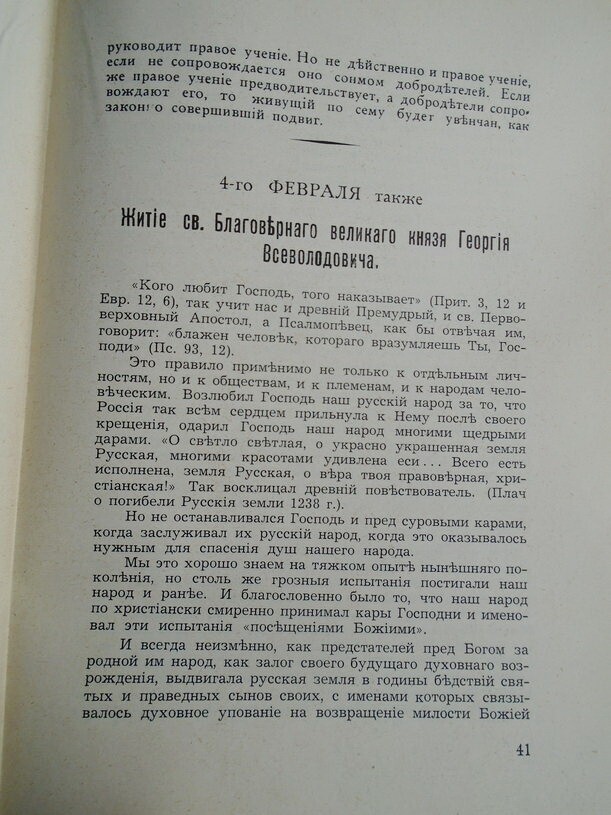 руководит правое ученіе. Но не дѣйственно и правое ученіе,
если не сопровождается оно сонмом добродѣтелей. Если
же правое ученіе предводительствует, а добродѣтели сопро-
вождают его, то живущій по сему будет увѣнчан, как
законно совершившій подвиг.
4-го ФЕВРАЛЯ также
Житіе св. Благовѣрнаго великаго князя Георгія
Всеволодовича.
«Кого любит Господь, того наказывает» (Прит. 3, 12 и
Евр. 12, 6), так учит нас и древній Премудрый, и св. Перво-
верховный Апостол, а Псалмопѣвец, как бы отвѣчая им,
говорит: «блажен человѣк, котораго вразумляешь Ты, Гос-
поди» (Пс. 93, 12).
Это правило примѣнимо не только к отдѣльным лич-
ностям, но и к обществам, и к племенам, и к народам чело-
вѣческим. Возлюбил Господь наш русскій народ за то, что
Россія так всѣм сердцем прильнула к Нему послѣ своего
крещенія, одарил Господь наш народ многими щедрыми
дарами. «О свѣтло свѣтлая, о украсно украшенная земля
Русская, многими красотами удивлена еси... Всего есть
исполнена, земля Русская, о вѣра твоя правовѣрная, хри-
стіанская!» Так восклицал древній повѣствователь. (Плач
о погибели Русскія земли 1238 г.).
Но не останавливался Господь и пред суровыми карами,
когда заслуживал их русскій народ, когда это оказывалось
нужным для спасенія душ нашего народа.
Мы это хорошо знаем на тяжком опытѣ нынѣшняго по-
колѣнія, но столь же грозныя испытанія постигали наш
народ и ранѣе. И благословенно было то, что наш народ
по христіански смиренно принимал кары Господни и имено-
вал эти испытанія «посѣщеніями Божіими».
И всегда неизмѣнно, как предстателей пред Богом за
родной им народ, как залог своего будущаго духовнаго воз-
рожденія, выдвигала русская земля в годины бѣдствій свя-
тых и праведных сынов своих, с именами которых связы-
валось духовное упованіе на возвращеніе милости Божіей
41